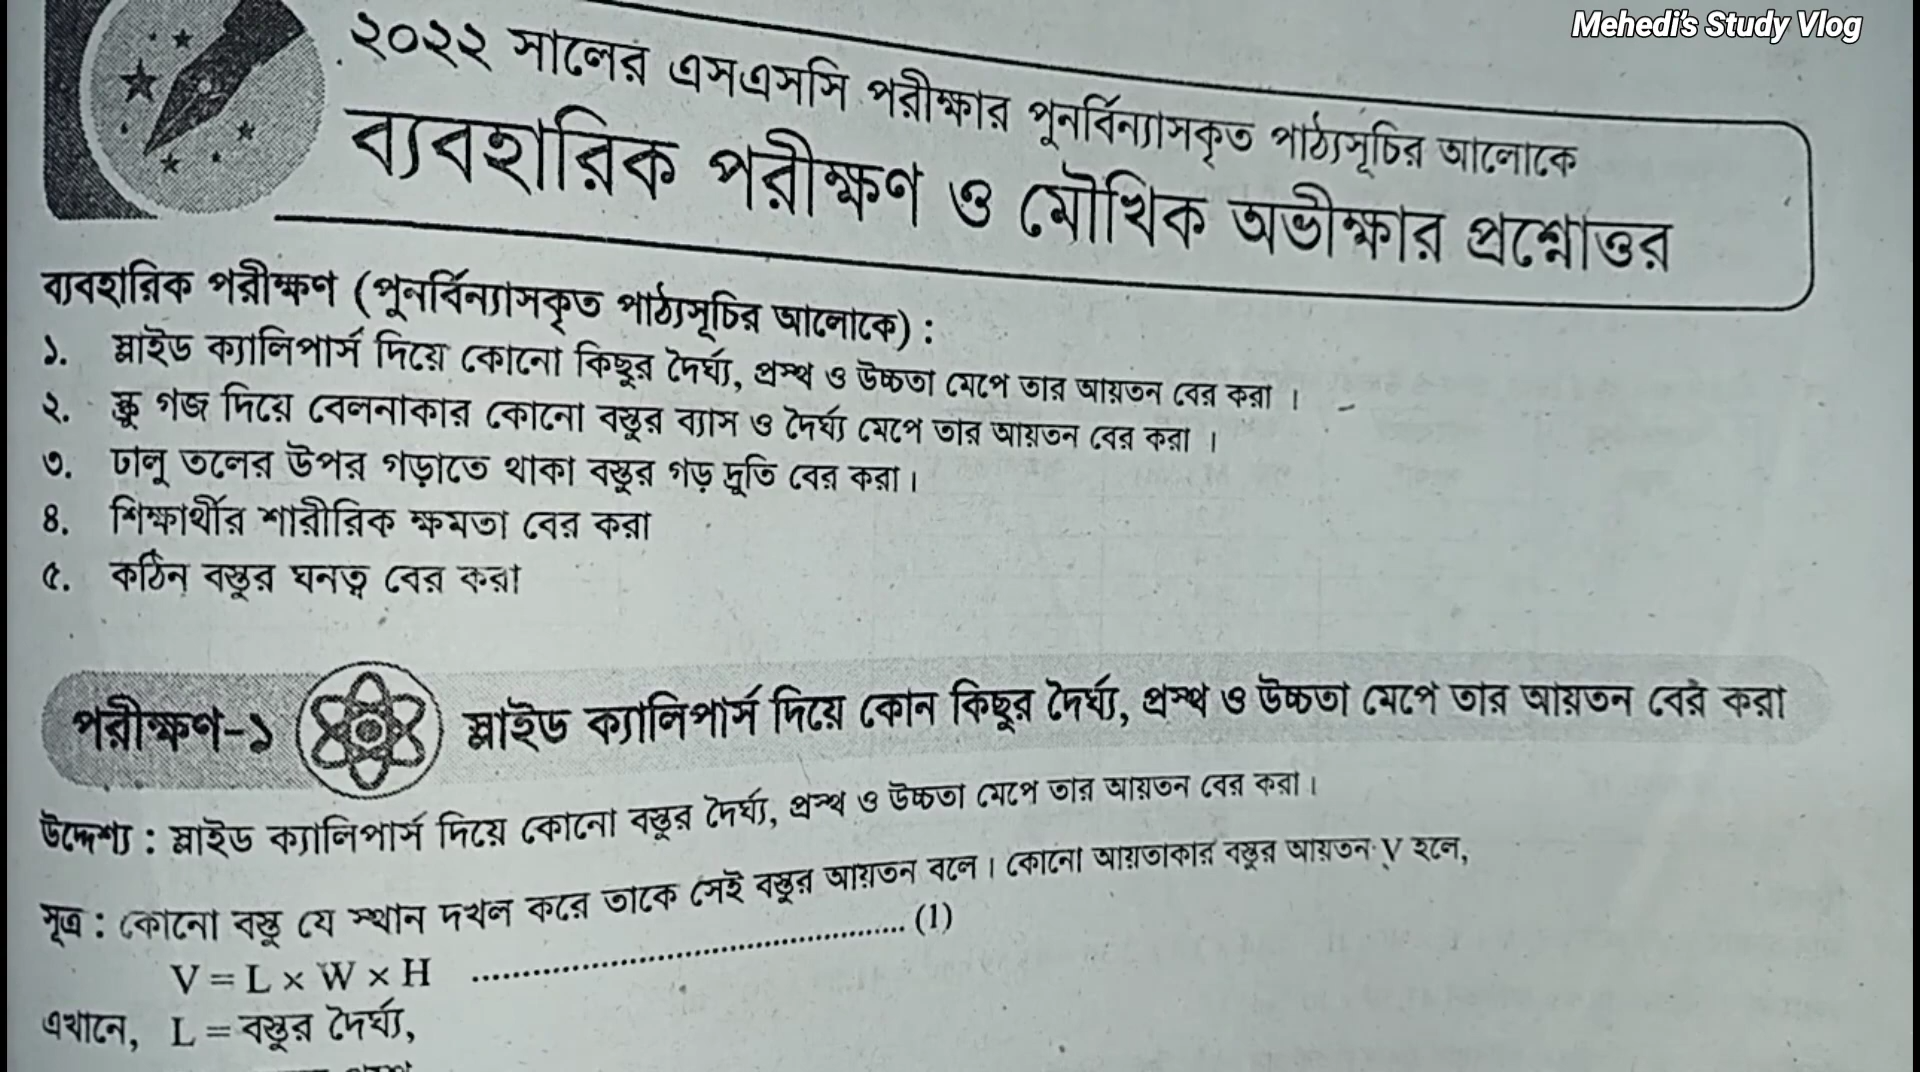 Mehedi's Study Vlog
২০২২ সালের এসএসসি পরীক্ষার পুনর্বিন্যাসকৃত পাঠ্যসূচির আলোকে
ব্যবহারিক পরীক্ষণ ও মৌখিক অভীক্ষার প্রশ্নোত্তর
ব্যবহারিক পরীক্ষণ (পুনর্বিন্যাসকৃত পাঠ্যসূচির আলোকে) :
১. স্লাইড ক্যালিপার্স দিয়ে কোনো কিছুর দৈর্ঘ্য, প্রস্থ ও উচ্চতা মেপে তার আয়তন বের করা ।
২. স্ক্রু গজ দিয়ে বেলনাকার কোনো বস্তুর ব্যাস ও দৈর্ঘ্য মেপে তার আয়তন বের করা ।
৩. ঢালু তলের উপর গড়াতে থাকা বস্তুর গড় দ্রুতি বের করা।
৪. শিক্ষার্থীর শারীরিক ক্ষমতা বের করা
৫. কঠিন বস্তুর ঘনত্ব বের করা
পরীক্ষণ-১ স্লাইড ক্যালিপার্স দিয়ে কোন কিছুর দৈর্ঘ্য, প্রস্থ ও উচ্চতা মেপে তার আয়তন বের করা
উদ্দেশ্য : স্লাইড ক্যালিপার্স দিয়ে কোনো বস্তুর দৈর্ঘ্য, প্রস্থ ও উচ্চতা মেপে তার আয়তন বের করা।
সূত্র : কোনো বস্তু যে স্থান দখল করে তাকে সেই বস্তুর আয়তন বলে। কোনো আয়তাকার বস্তুর আয়তন V হলে,
V = L × W × H ................................................ (1)
এখানে, L = বস্তুর দৈর্ঘ্য,